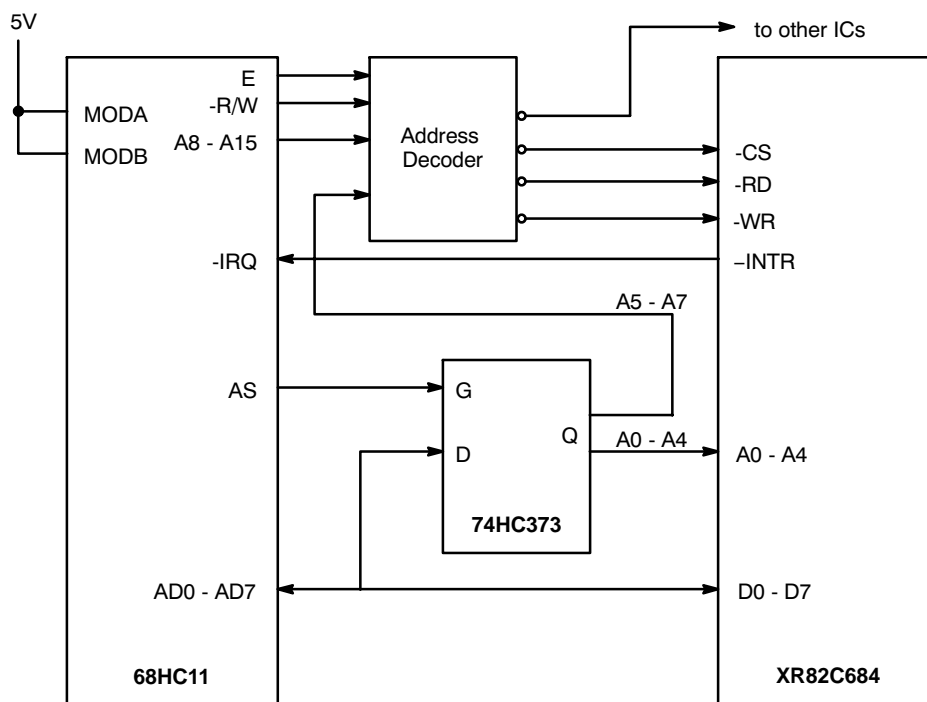 5V
to other ICs
E
-R/W
A8 - A15
MODA
MODB
Address
Decoder
-CS
-RD
-WR
-IRQ
–INTR
A5 - A7
AS
G
Q
D
A0 - A4
A0 - A4
74HC373
AD0 - AD7
D0 - D7
68HC11
XR82C684